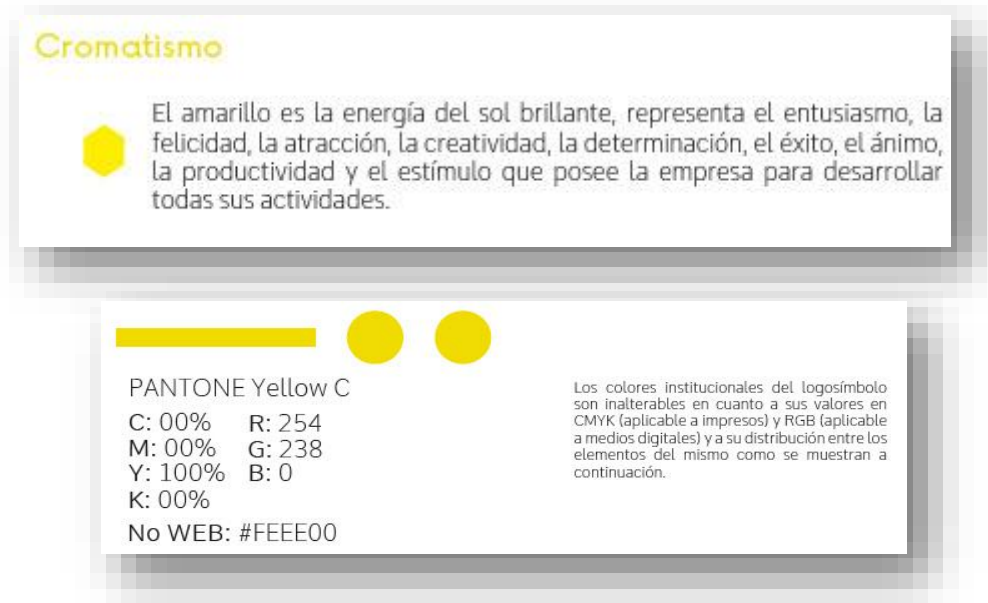 Cromatismo
El amarillo es la energía del sol brillante, representa el entusiasmo, la
felicidad, la atracción, la creatividad, la determinación, el éxito, el ánimo,
la productividad y el estímulo que posee la empresa para desarrollar
todas sus actividades.
PANTONE Yellow C
C: 00% R: 254
M: 00% G: 238
Y: 100% B: 0
K: 00%
No WEB: #FEEE00
Los colores institucionales del logosímbolo
son inalterables en cuanto a sus valores en
CMYK (aplicable a impresos) y RGB (aplicable
a medios digitales) y a su distribución entre los
elementos del mismo como se muestran a
continuación.